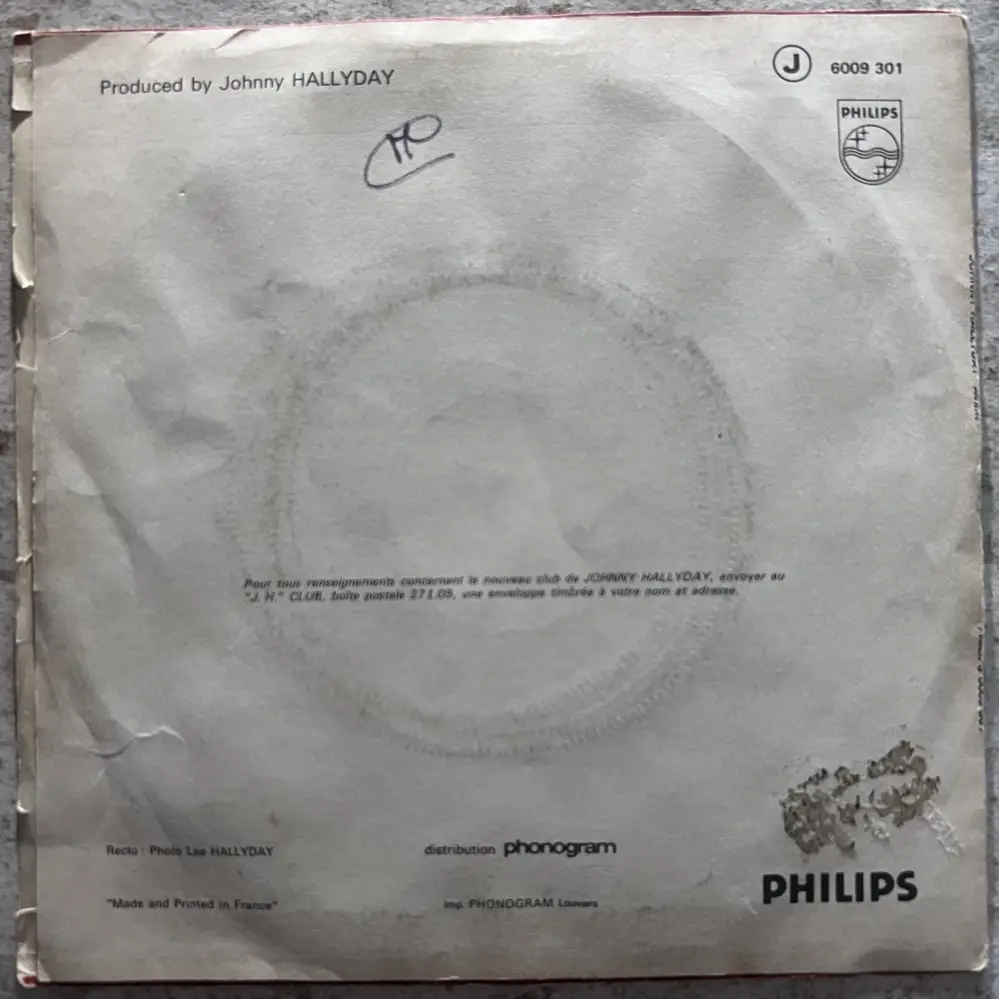 Produced by Johnny HALLYDAY
J 6009 301
PHILIPS
Pour tous renseignements concernant le nouveau club de JOHNNY HALLYDAY, envoyer au
"J. H." CLUB, boîte postale 271.09, une enveloppe timbrée à votre nom et adresse.
Recto : Photo Lee HALLYDAY
distribution phonogram
"Made and Printed in France"
Imp. PHONOGRAM Louviers
PHILIPS